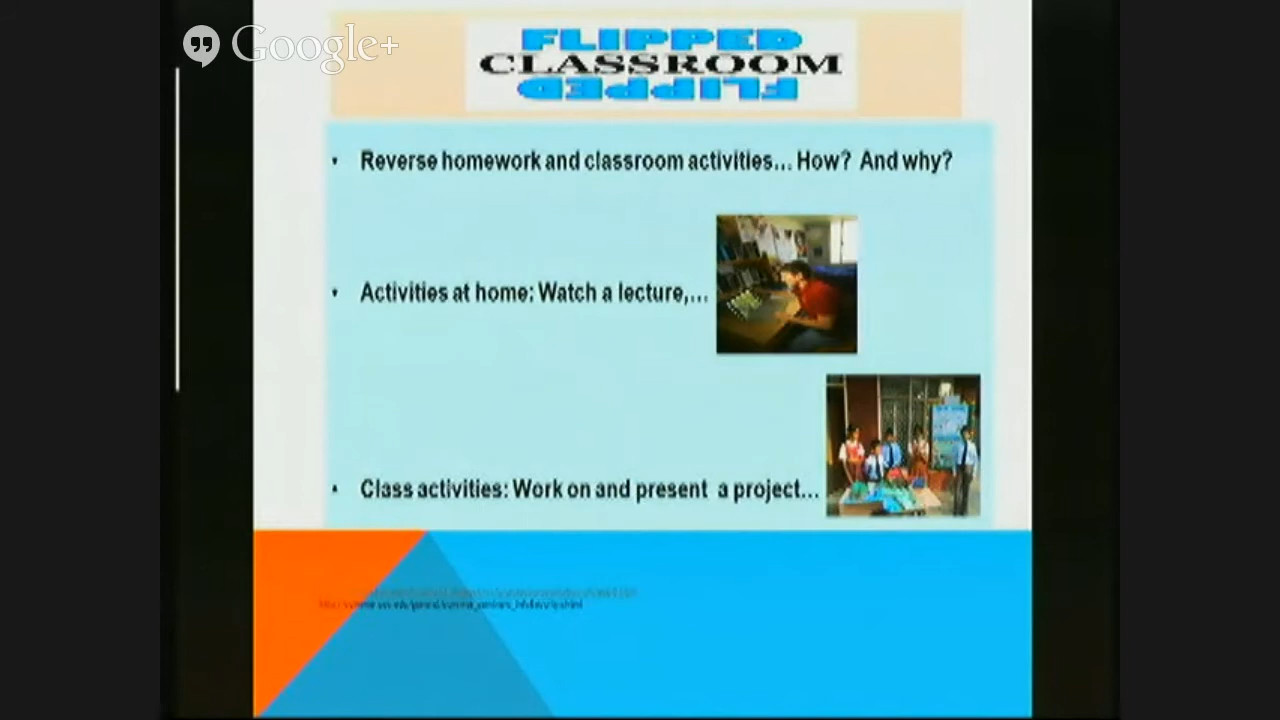 Google+
FLIPPED
CLASSROOM
FLIPPED
• Reverse homework and classroom activities... How? And why?
• Activities at home: Watch a lecture,...
• Class activities: Work on and present a project...